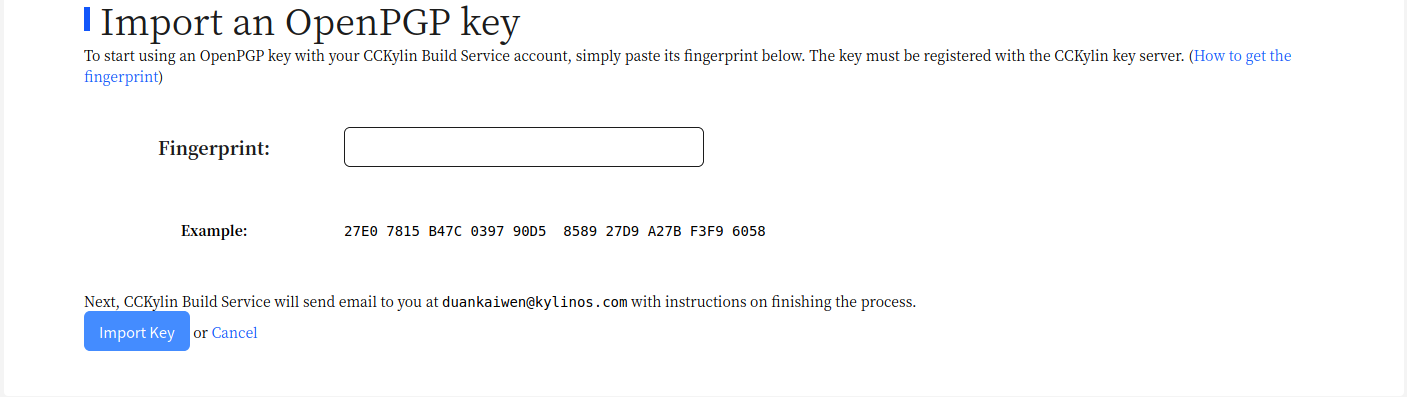 Import an OpenPGP key
To start using an OpenPGP key with your CCKylin Build Service account, simply paste its fingerprint below. The key must be registered with the CCKylin key server. (How to get the
fingerprint)
Fingerprint:
Example: 27E0 7815 B47C 0397 90D5  8589 27D9 A27B F3F9 6058
Next, CCKylin Build Service will send email to you at duankaiwen@kylinos.com with instructions on finishing the process.
Import Key or Cancel